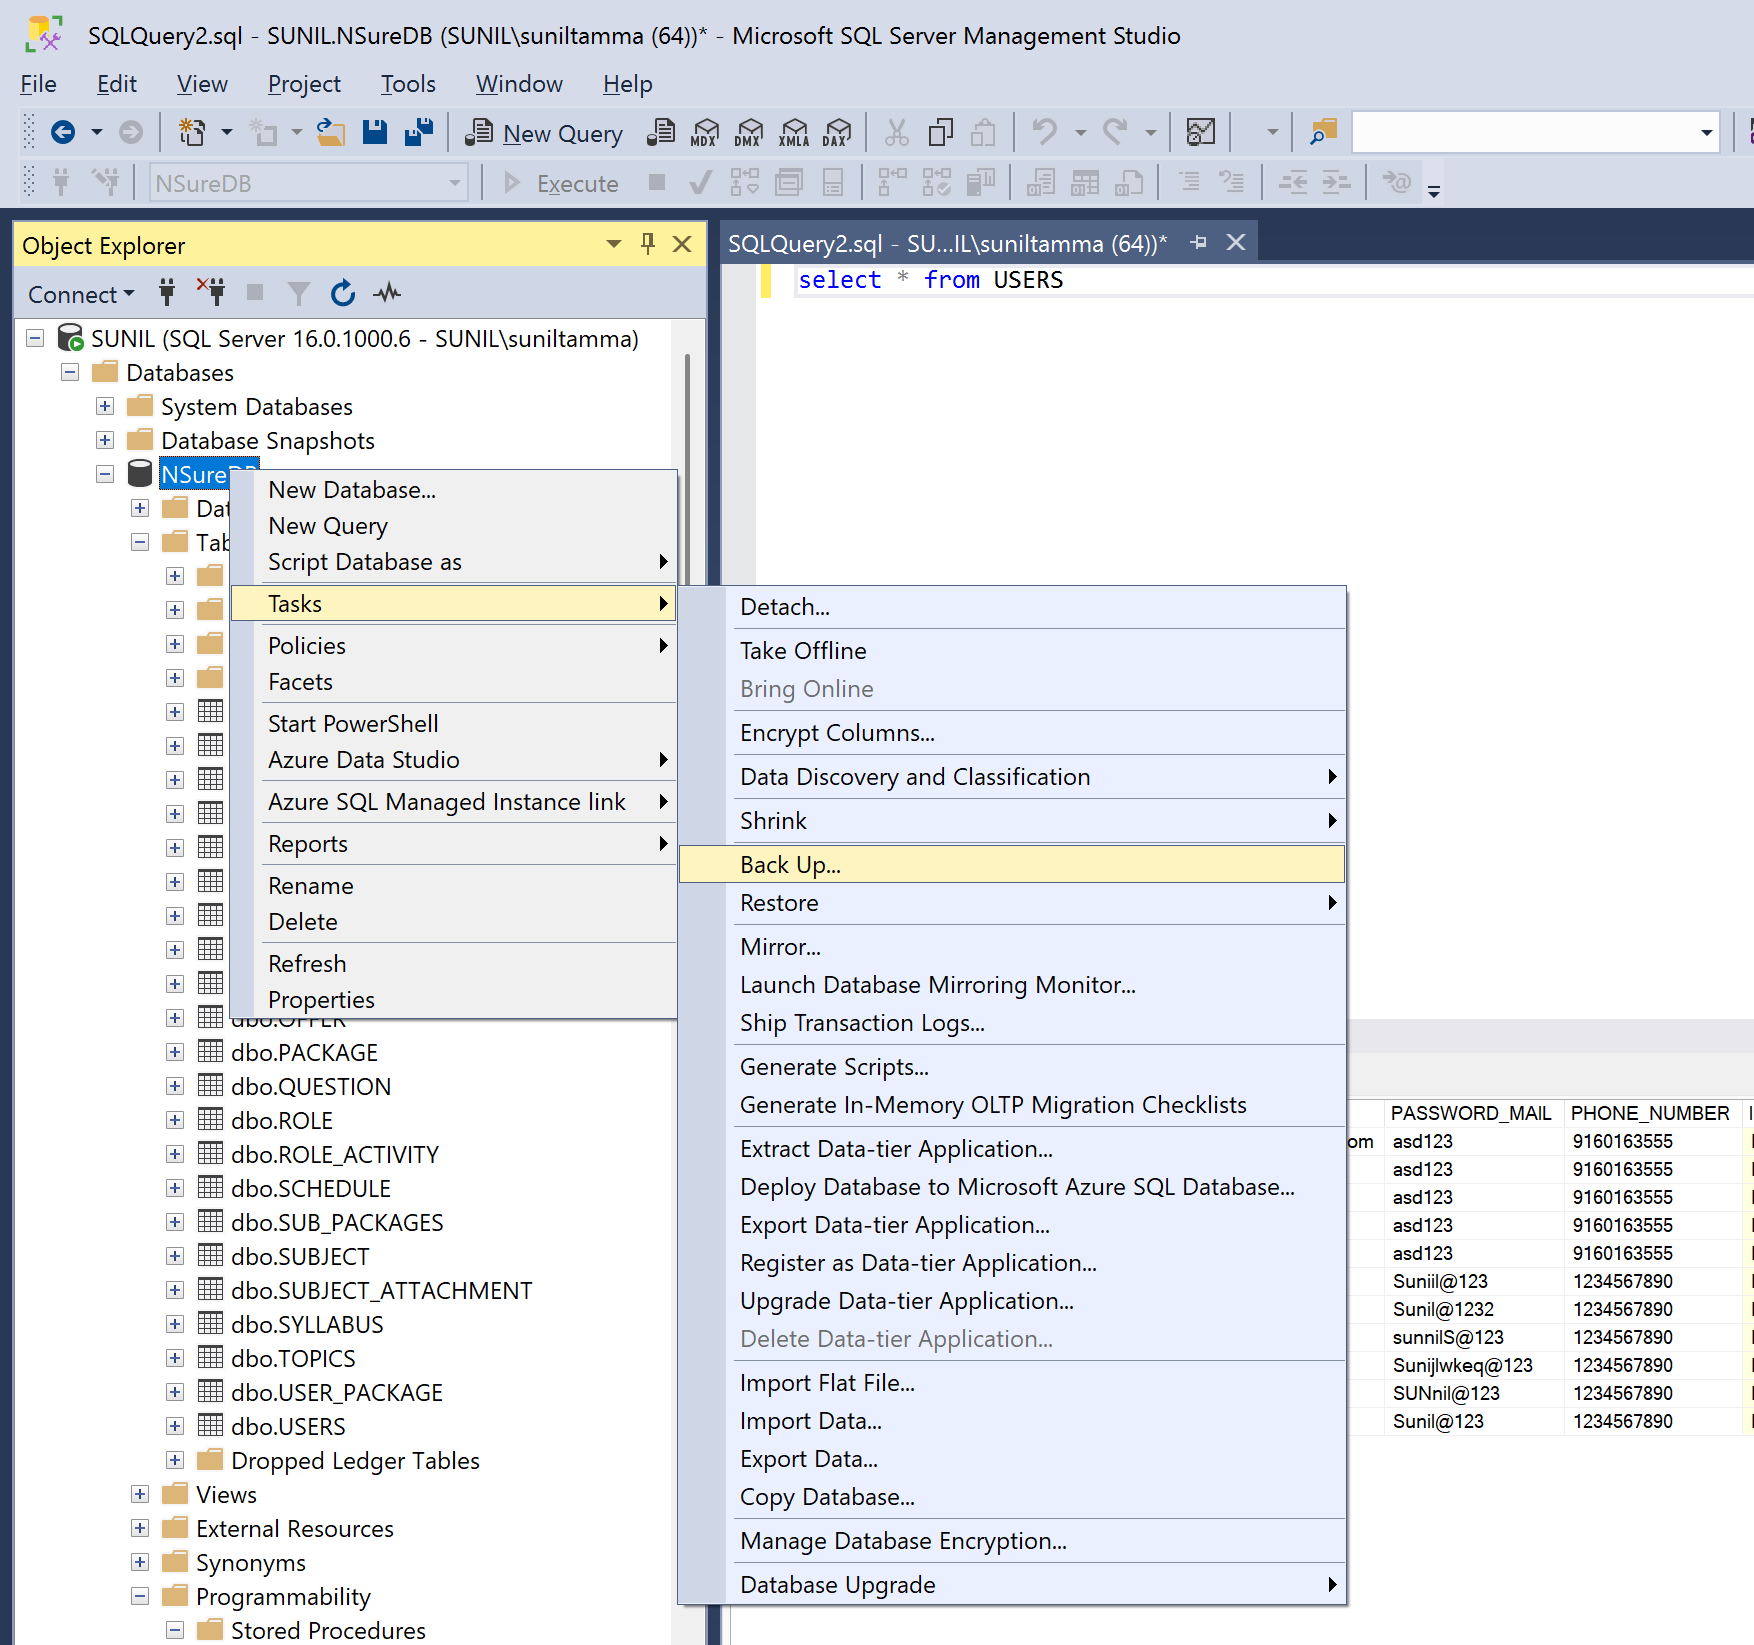 SQLQuery2.sql - SUNIL.NSureDB (SUNIL\suniltamma (64))* - Microsoft SQL Server Management Studio
File Edit View Project Tools Window Help
New Query MDX DMX XMLA DAX
NSureDB Execute
Object Explorer
Connect
SUNIL (SQL Server 16.0.1000.6 - SUNIL\suniltamma)
Databases
System Databases
Database Snapshots
NSureDB
New Database...
New Query
Script Database as
Tasks
Policies
Facets
Start PowerShell
Azure Data Studio
Azure SQL Managed Instance link
Reports
Rename
Delete
Refresh
Properties
dbo.OFFER
dbo.PACKAGE
dbo.QUESTION
dbo.ROLE
dbo.ROLE_ACTIVITY
dbo.SCHEDULE
dbo.SUB_PACKAGES
dbo.SUBJECT
dbo.SUBJECT_ATTACHMENT
dbo.SYLLABUS
dbo.TOPICS
dbo.USER_PACKAGE
dbo.USERS
Dropped Ledger Tables
Views
External Resources
Synonyms
Programmability
Stored Procedures
SQLQuery2.sql - SU...IL\suniltamma (64))*
select * from USERS
Detach...
Take Offline
Bring Online
Encrypt Columns...
Data Discovery and Classification
Shrink
Back Up...
Restore
Mirror...
Launch Database Mirroring Monitor...
Ship Transaction Logs...
Generate Scripts...
Generate In-Memory OLTP Migration Checklists
Extract Data-tier Application...
Deploy Database to Microsoft Azure SQL Database...
Export Data-tier Application...
Register as Data-tier Application...
Upgrade Data-tier Application...
Delete Data-tier Application...
Import Flat File...
Import Data...
Export Data...
Copy Database...
Manage Database Encryption...
Database Upgrade
PASSWORD_MAIL PHONE_NUMBER
om asd123 9160163555
asd123 9160163555
asd123 9160163555
asd123 9160163555
asd123 9160163555
Suniil@123 1234567890
Sunil@1232 1234567890
sunnilS@123 1234567890
Sunijlwkeq@123 1234567890
SUNnil@123 1234567890
Sunil@123 1234567890